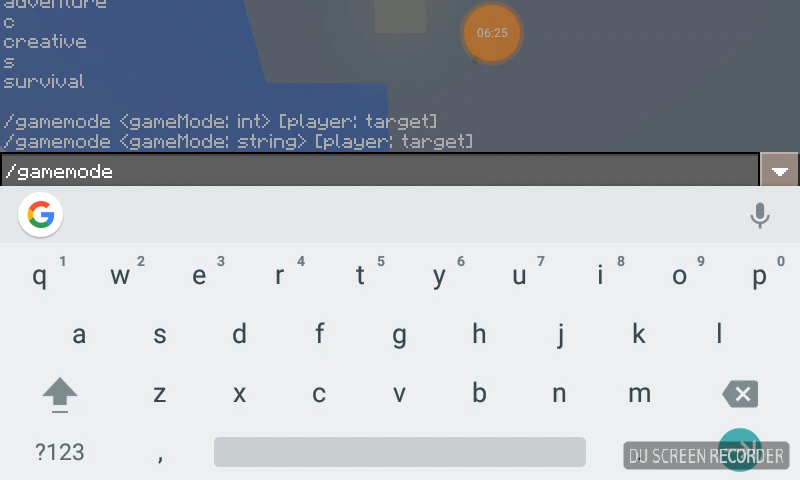 adventure
c
creative
s
survival
/gamemode <gameMode: int> [player: target]
/gamemode <gameMode: string> [player: target]
/gamemode
06:25
G
q 1 w 2 e 3 r 4 t 5 y 6 u 7 i 8 o 9 p 0
a s d f g h j k l
z x c v b n m
?123 ,
DU SCREEN RECORDER